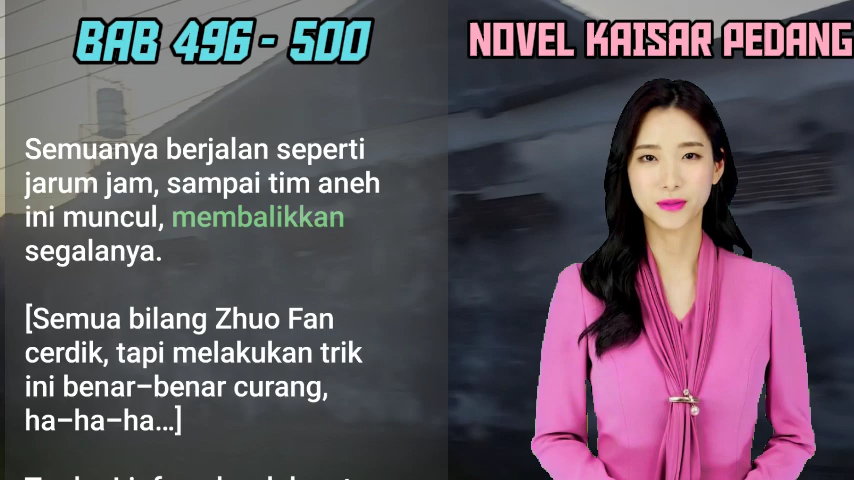 BAB 496 - 500
NOVEL KAISAR PEDANG
Semuanya berjalan seperti
jarum jam, sampai tim aneh
ini muncul, membalikkan
segalanya.
[Semua bilang Zhuo Fan
cerdik, tapi melakukan trik
ini benar–benar curang,
ha–ha–ha…]